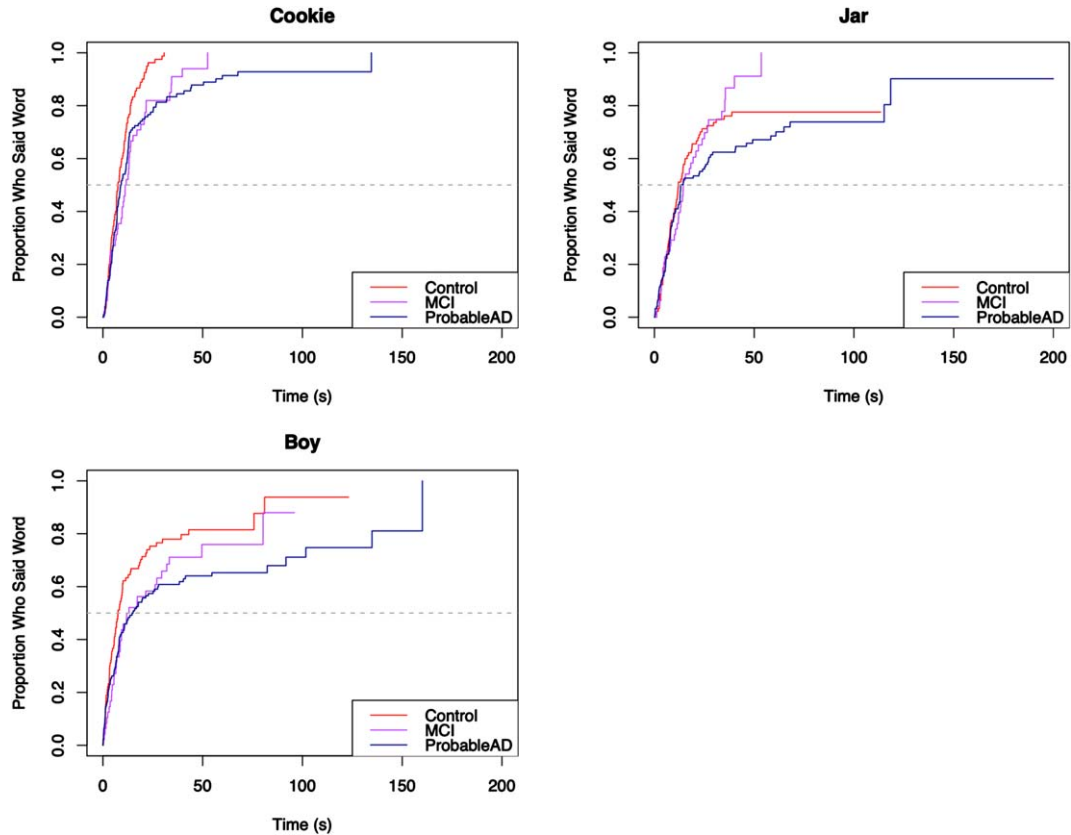 Cookie
Proportion Who Said Word
0.0 0.2 0.4 0.6 0.8 1.0
Control
MCI
ProbableAD
0 50 100 150 200
Time (s)
Jar
Proportion Who Said Word
0.0 0.2 0.4 0.6 0.8 1.0
Control
MCI
ProbableAD
0 50 100 150 200
Time (s)
Boy
Proportion Who Said Word
0.0 0.2 0.4 0.6 0.8 1.0
Control
MCI
ProbableAD
0 50 100 150 200
Time (s)